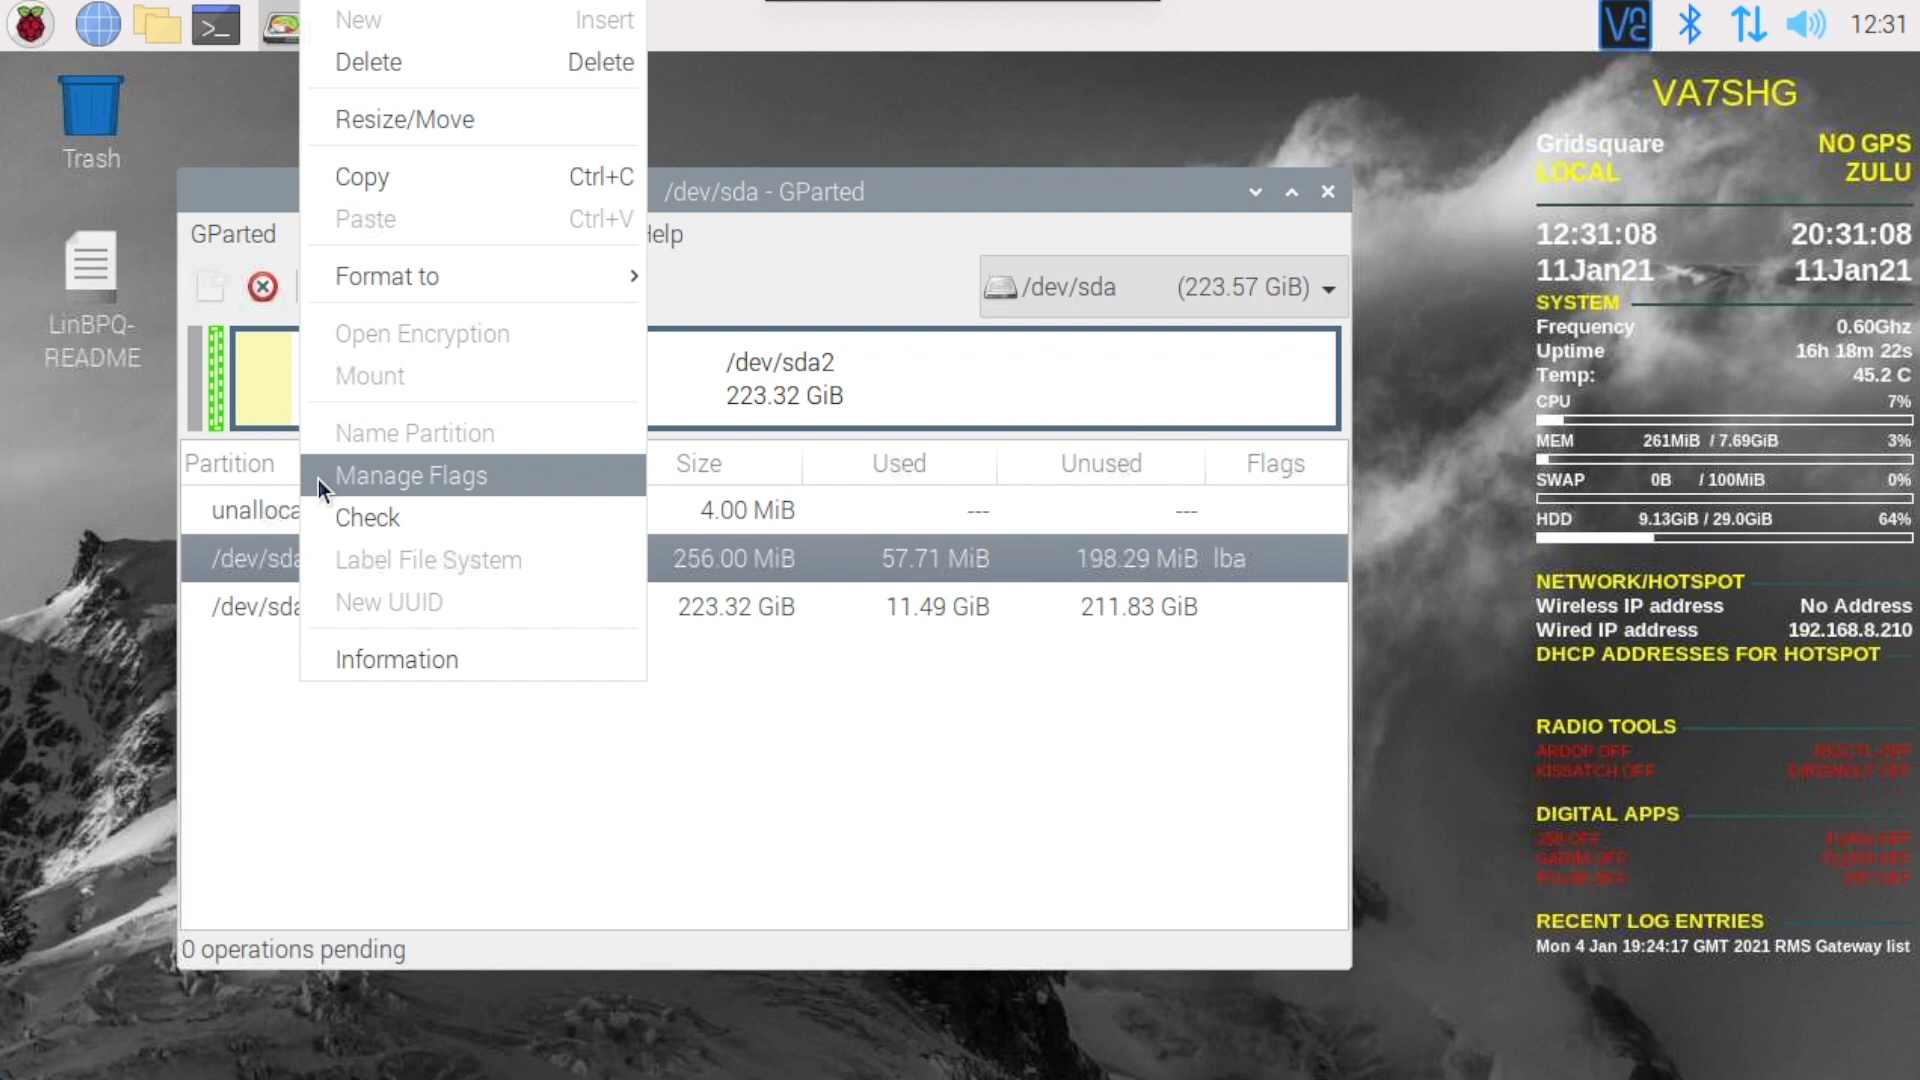 12:31
New Insert
Delete Delete
Resize/Move
Copy Ctrl+C
Paste Ctrl+V
Format to
Open Encryption
Mount
Name Partition
Manage Flags
Check
Label File System
New UUID
Information
Trash
LinBPQ-
README
/dev/sda - GParted
GParted Help
/dev/sda (223.57 GiB)
/dev/sda2
223.32 GiB
Partition Size Used Unused Flags
unalloca 4.00 MiB --- ---
/dev/sda 256.00 MiB 57.71 MiB 198.29 MiB lba
/dev/sda 223.32 GiB 11.49 GiB 211.83 GiB
0 operations pending
VA7SHG
Gridsquare NO GPS
LOCAL ZULU
12:31:08 20:31:08
11Jan21 11Jan21
SYSTEM
Frequency 0.60Ghz
Uptime 16h 18m 22s
Temp: 45.2 C
CPU 7%
MEM 261MiB / 7.69GiB 3%
SWAP 0B / 100MiB 0%
HDD 9.13GiB / 29.0GiB 64%
NETWORK/HOTSPOT
Wireless IP address No Address
Wired IP address 192.168.8.210
DHCP ADDRESSES FOR HOTSPOT
RADIO TOOLS
ARDOP OFF
KISSATCH OFF
DIGITAL APPS
RECENT LOG ENTRIES
Mon 4 Jan 19:24:17 GMT 2021 RMS Gateway list